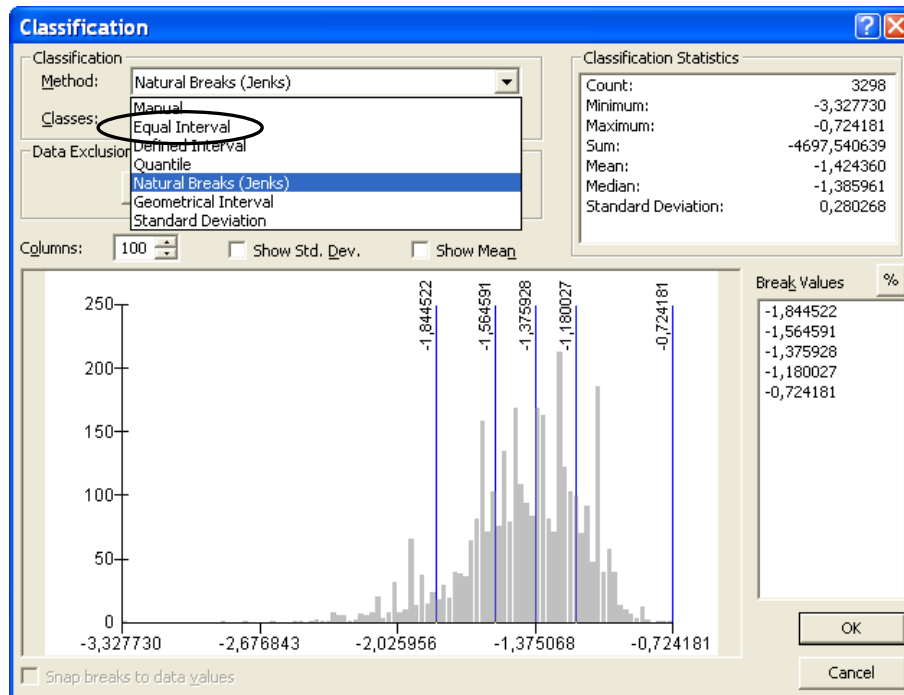 Classification
Classification
Method:
Natural Breaks (Jenks)
Manual
Classes:
Equal Interval
Defined Interval
Data Exclusion
Quantile
Natural Breaks (Jenks)
Geometrical Interval
Standard Deviation
Classification Statistics
Count: 3298
Minimum: -3,327730
Maximum: -0,724181
Sum: -4697,540639
Mean: -1,424360
Median: -1,385961
Standard Deviation: 0,280268
Columns: 100
Show Std. Dev.
Show Mean
Break Values
%
-1,844522
-1,564591
-1,375928
-1,180027
-0,724181
250
200
150
100
50
0
-1,844522
-1,564591
-1,375928
-1,180027
-0,724181
-3,327730
-2,676843
-2,025956
-1,375068
-0,724181
OK
Cancel
Snap breaks to data values